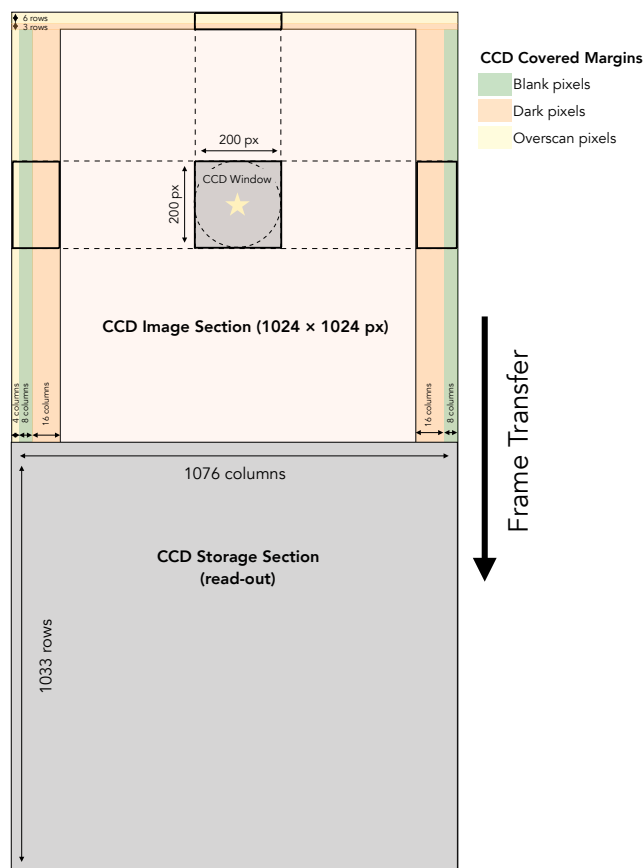 6 rows
3 rows
CCD Covered Margins
Blank pixels
Dark pixels
Overscan pixels
200 px
CCD Window
200 px
CCD Image Section (1024 × 1024 px)
Frame Transfer
4 columns
8 columns
16 columns
16 columns
8 columns
1076 columns
CCD Storage Section
(read-out)
1033 rows